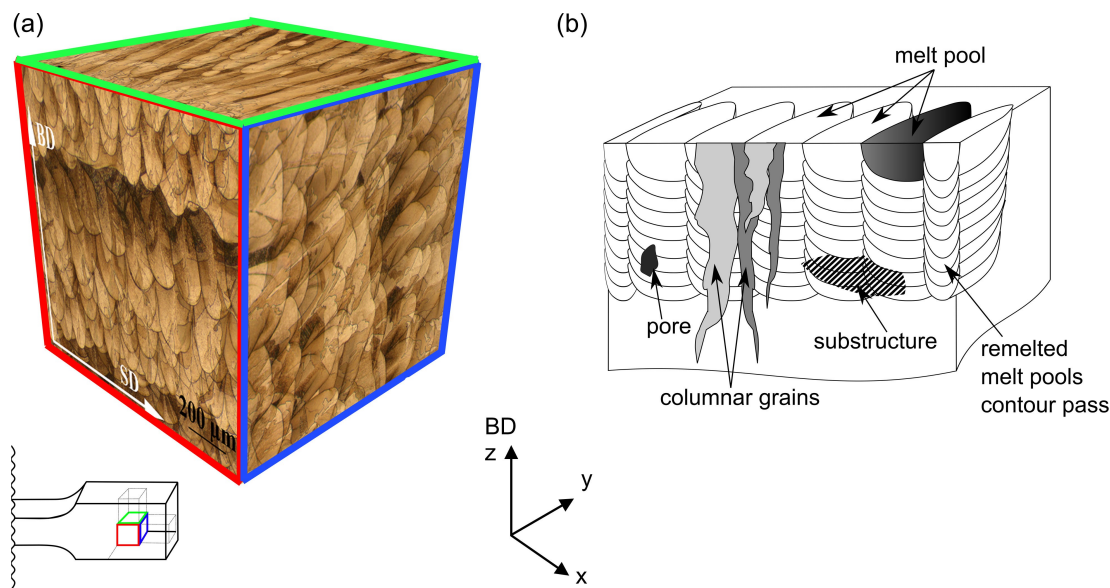 (a)
BD
SD
200 µm
BD
z
y
x
(b)
melt pool
pore
columnar grains
substructure
remelted
melt pools
contour pass